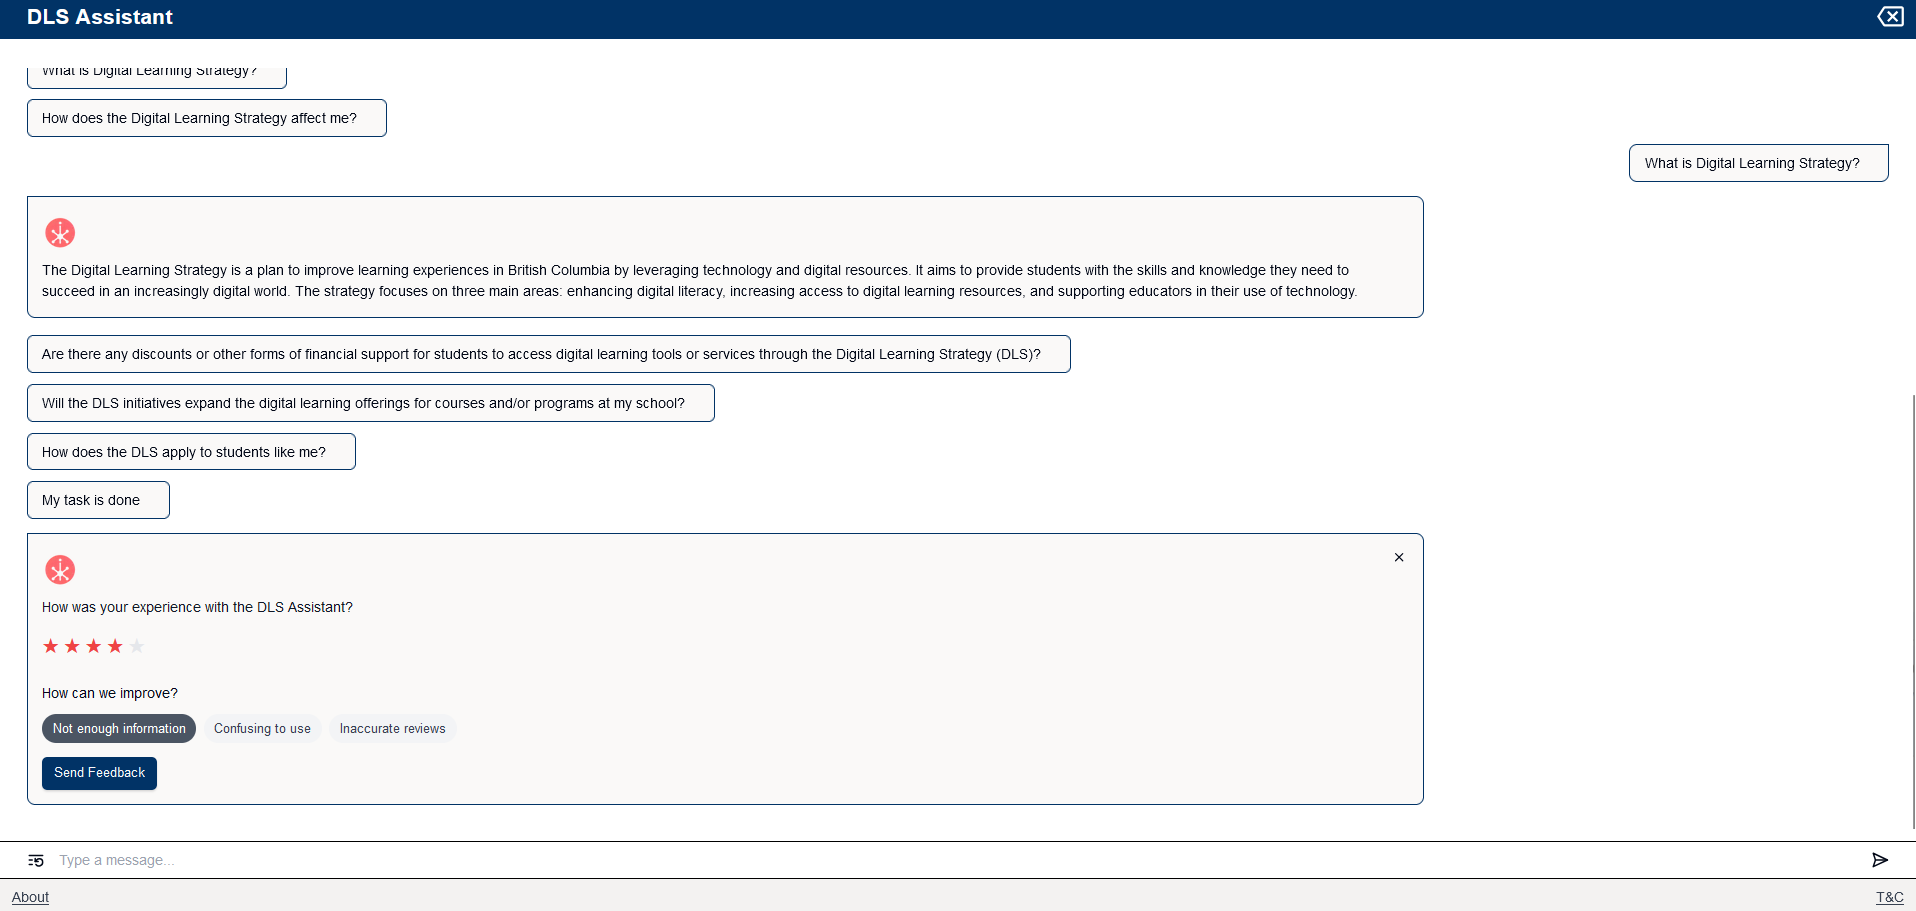 DLS Assistant
What is Digital Learning Strategy?
How does the Digital Learning Strategy affect me?
What is Digital Learning Strategy?
The Digital Learning Strategy is a plan to improve learning experiences in British Columbia by leveraging technology and digital resources. It aims to provide students with the skills and knowledge they need to
succeed in an increasingly digital world. The strategy focuses on three main areas: enhancing digital literacy, increasing access to digital learning resources, and supporting educators in their use of technology.
Are there any discounts or other forms of financial support for students to access digital learning tools or services through the Digital Learning Strategy (DLS)?
Will the DLS initiatives expand the digital learning offerings for courses and/or programs at my school?
How does the DLS apply to students like me?
My task is done
How was your experience with the DLS Assistant?
How can we improve?
Not enough information Confusing to use Inaccurate reviews
Send Feedback
Type a message...
About T&C